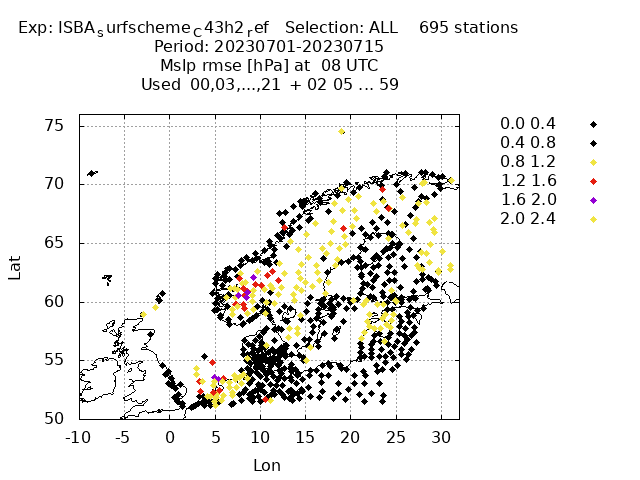 Exp: ISBA_surfscheme_C43h2_ref   Selection: ALL    695 stations
Period: 20230701-20230715
Mslp rmse [hPa] at  08 UTC
Used  00,03,...,21  + 02 05 ... 59
75
70
65
60
55
50
-10 -5 0 5 10 15 20 25 30
Lat
Lon
0.0 0.4
0.4 0.8
0.8 1.2
1.2 1.6
1.6 2.0
2.0 2.4